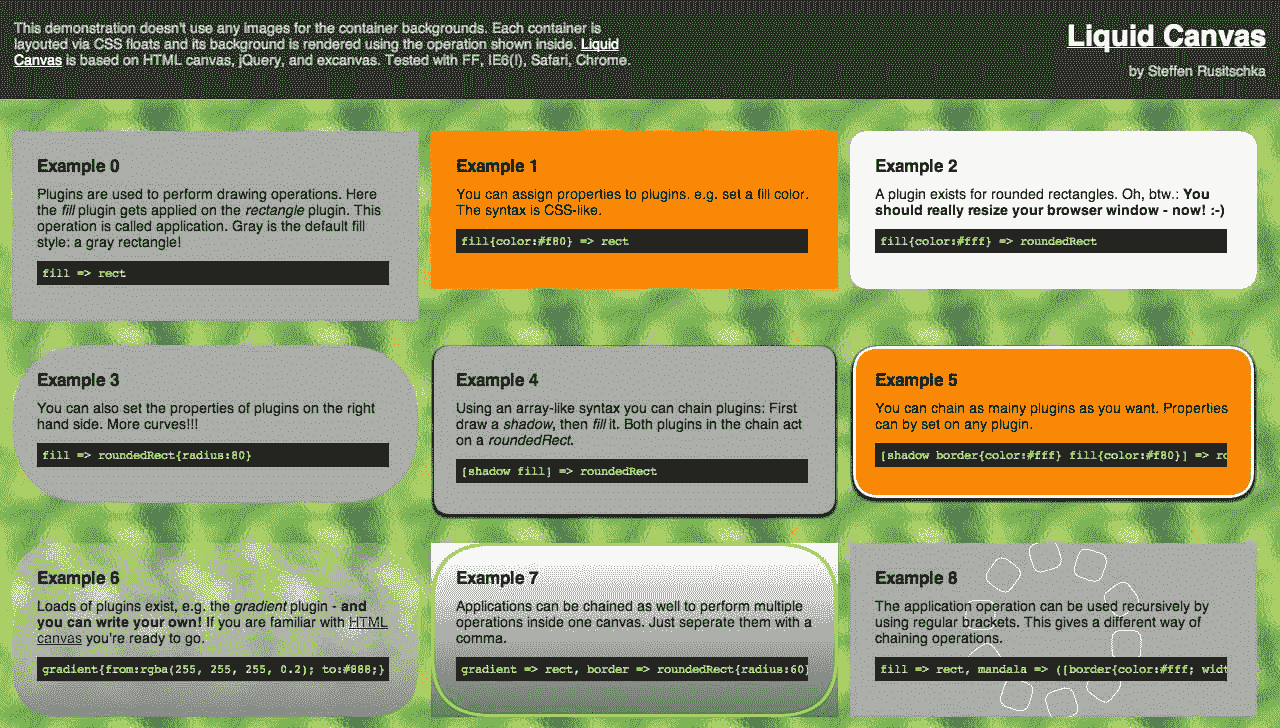 This demonstration doesn't use any images for the container backgrounds. Each container is
layouted via CSS floats and its background is rendered using the operation shown inside. Liquid
Canvas is based on HTML canvas, jQuery, and excanvas. Tested with FF, IE6(!), Safari, Chrome.
Liquid Canvas
by Steffen Rusitschka
Example 0
Plugins are used to perform drawing operations. Here
the fill plugin gets applied on the rectangle plugin. This
operation is called application. Gray is the default fill
style: a gray rectangle!
fill => rect
Example 1
You can assign properties to plugins. e.g. set a fill color.
The syntax is CSS-like.
fill{color:#f80} => rect
Example 2
A plugin exists for rounded rectangles. Oh, btw.: You
should really resize your browser window - now! :-)
fill{color:#fff} => roundedRect
Example 3
You can also set the properties of plugins on the right
hand side. More curves!!!
fill => roundedRect{radius:80}
Example 4
Using an array-like syntax you can chain plugins: First
draw a shadow, then fill it. Both plugins in the chain act
on a roundedRect.
[shadow fill] => roundedRect
Example 5
You can chain as mainy plugins as you want. Properties
can by set on any plugin.
[shadow border{color:#fff} fill{color:#f80}] => ro
Example 6
Loads of plugins exist, e.g. the gradient plugin - and
you can write your own! If you are familiar with HTML
canvas you're ready to go.
gradient{from:rgba(255, 255, 255, 0.2); to:#888;}
Example 7
Applications can be chained as well to perform multiple
operations inside one canvas. Just seperate them with a
comma.
gradient => rect, border => roundedRect{radius:60}
Example 8
The application operation can be used recursively by
using regular brackets. This gives a different way of
chaining operations.
fill => rect, mandala => ([border{color:#fff; widt